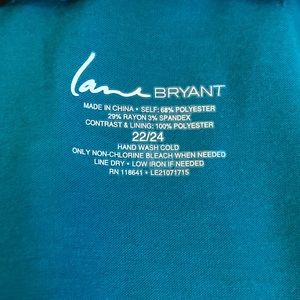 Lane BRYANT
MADE IN CHINA • SELF: 68% POLYESTER
29% RAYON 3% SPANDEX
CONTRAST & LINING: 100% POLYESTER
22/24
HAND WASH COLD
ONLY NON-CHLORINE BLEACH WHEN NEEDED
LINE DRY • LOW IRON IF NEEDED
RN 118641 • LE21071715